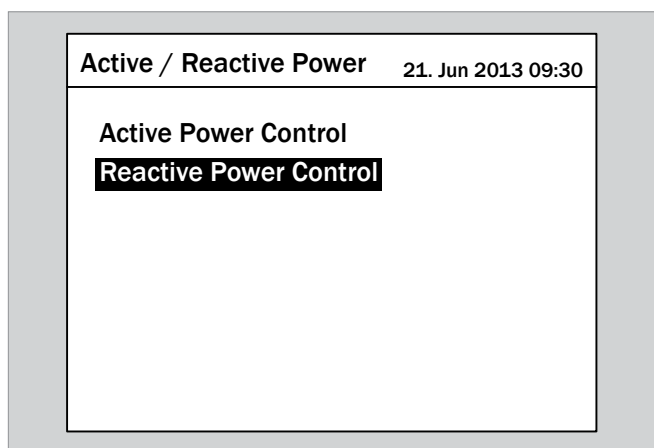 Active / Reactive Power 21. Jun 2013 09:30
Active Power Control
Reactive Power Control